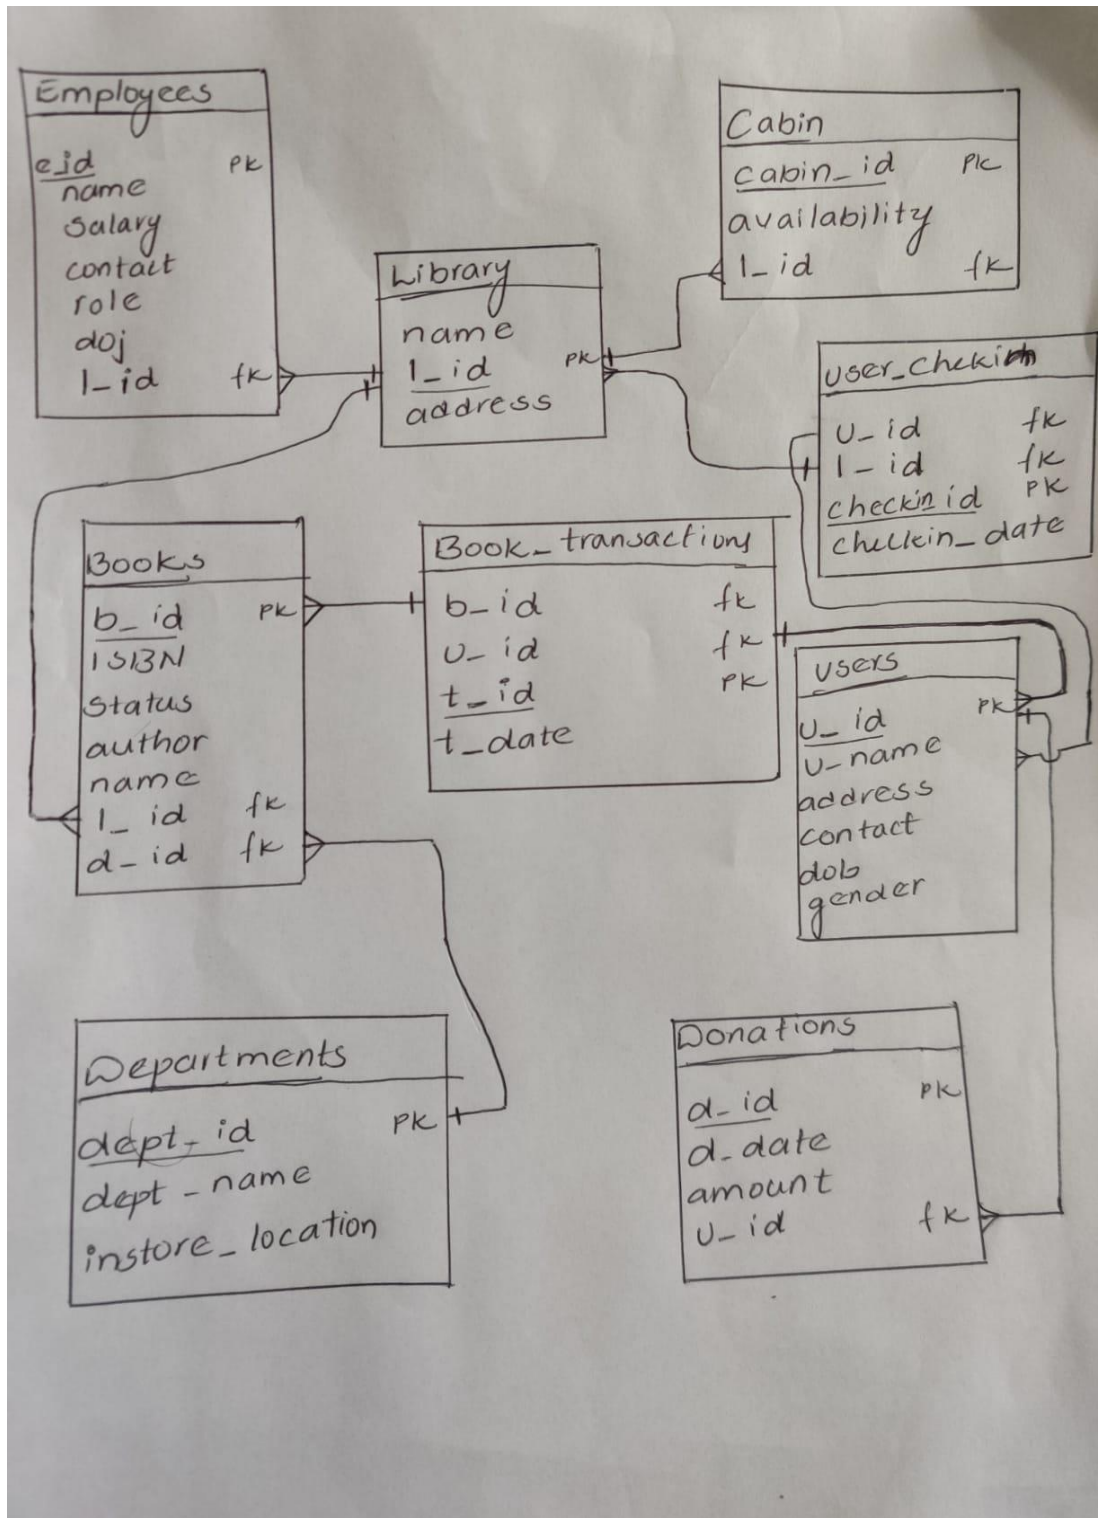 Employees
e_id pk
name
salary
contact
role
doj
l_id fk
Cabin
cabin_id pk
availability
l_id fk
Library
name
l_id pk
address
user_chekin
u_id fk
l_id fk
checkin id pk
checkin_date
Books
b_id pk
ISBN
status
author
name
l_id fk
d_id fk
Book_transactions
b_id fk
u_id fk
t_id pk
t_date
users
u_id pk
u_name
address
contact
dob
gender
Departments
dept_id pk
dept_name
instore_location
Donations
d_id pk
d_date
amount
u_id fk